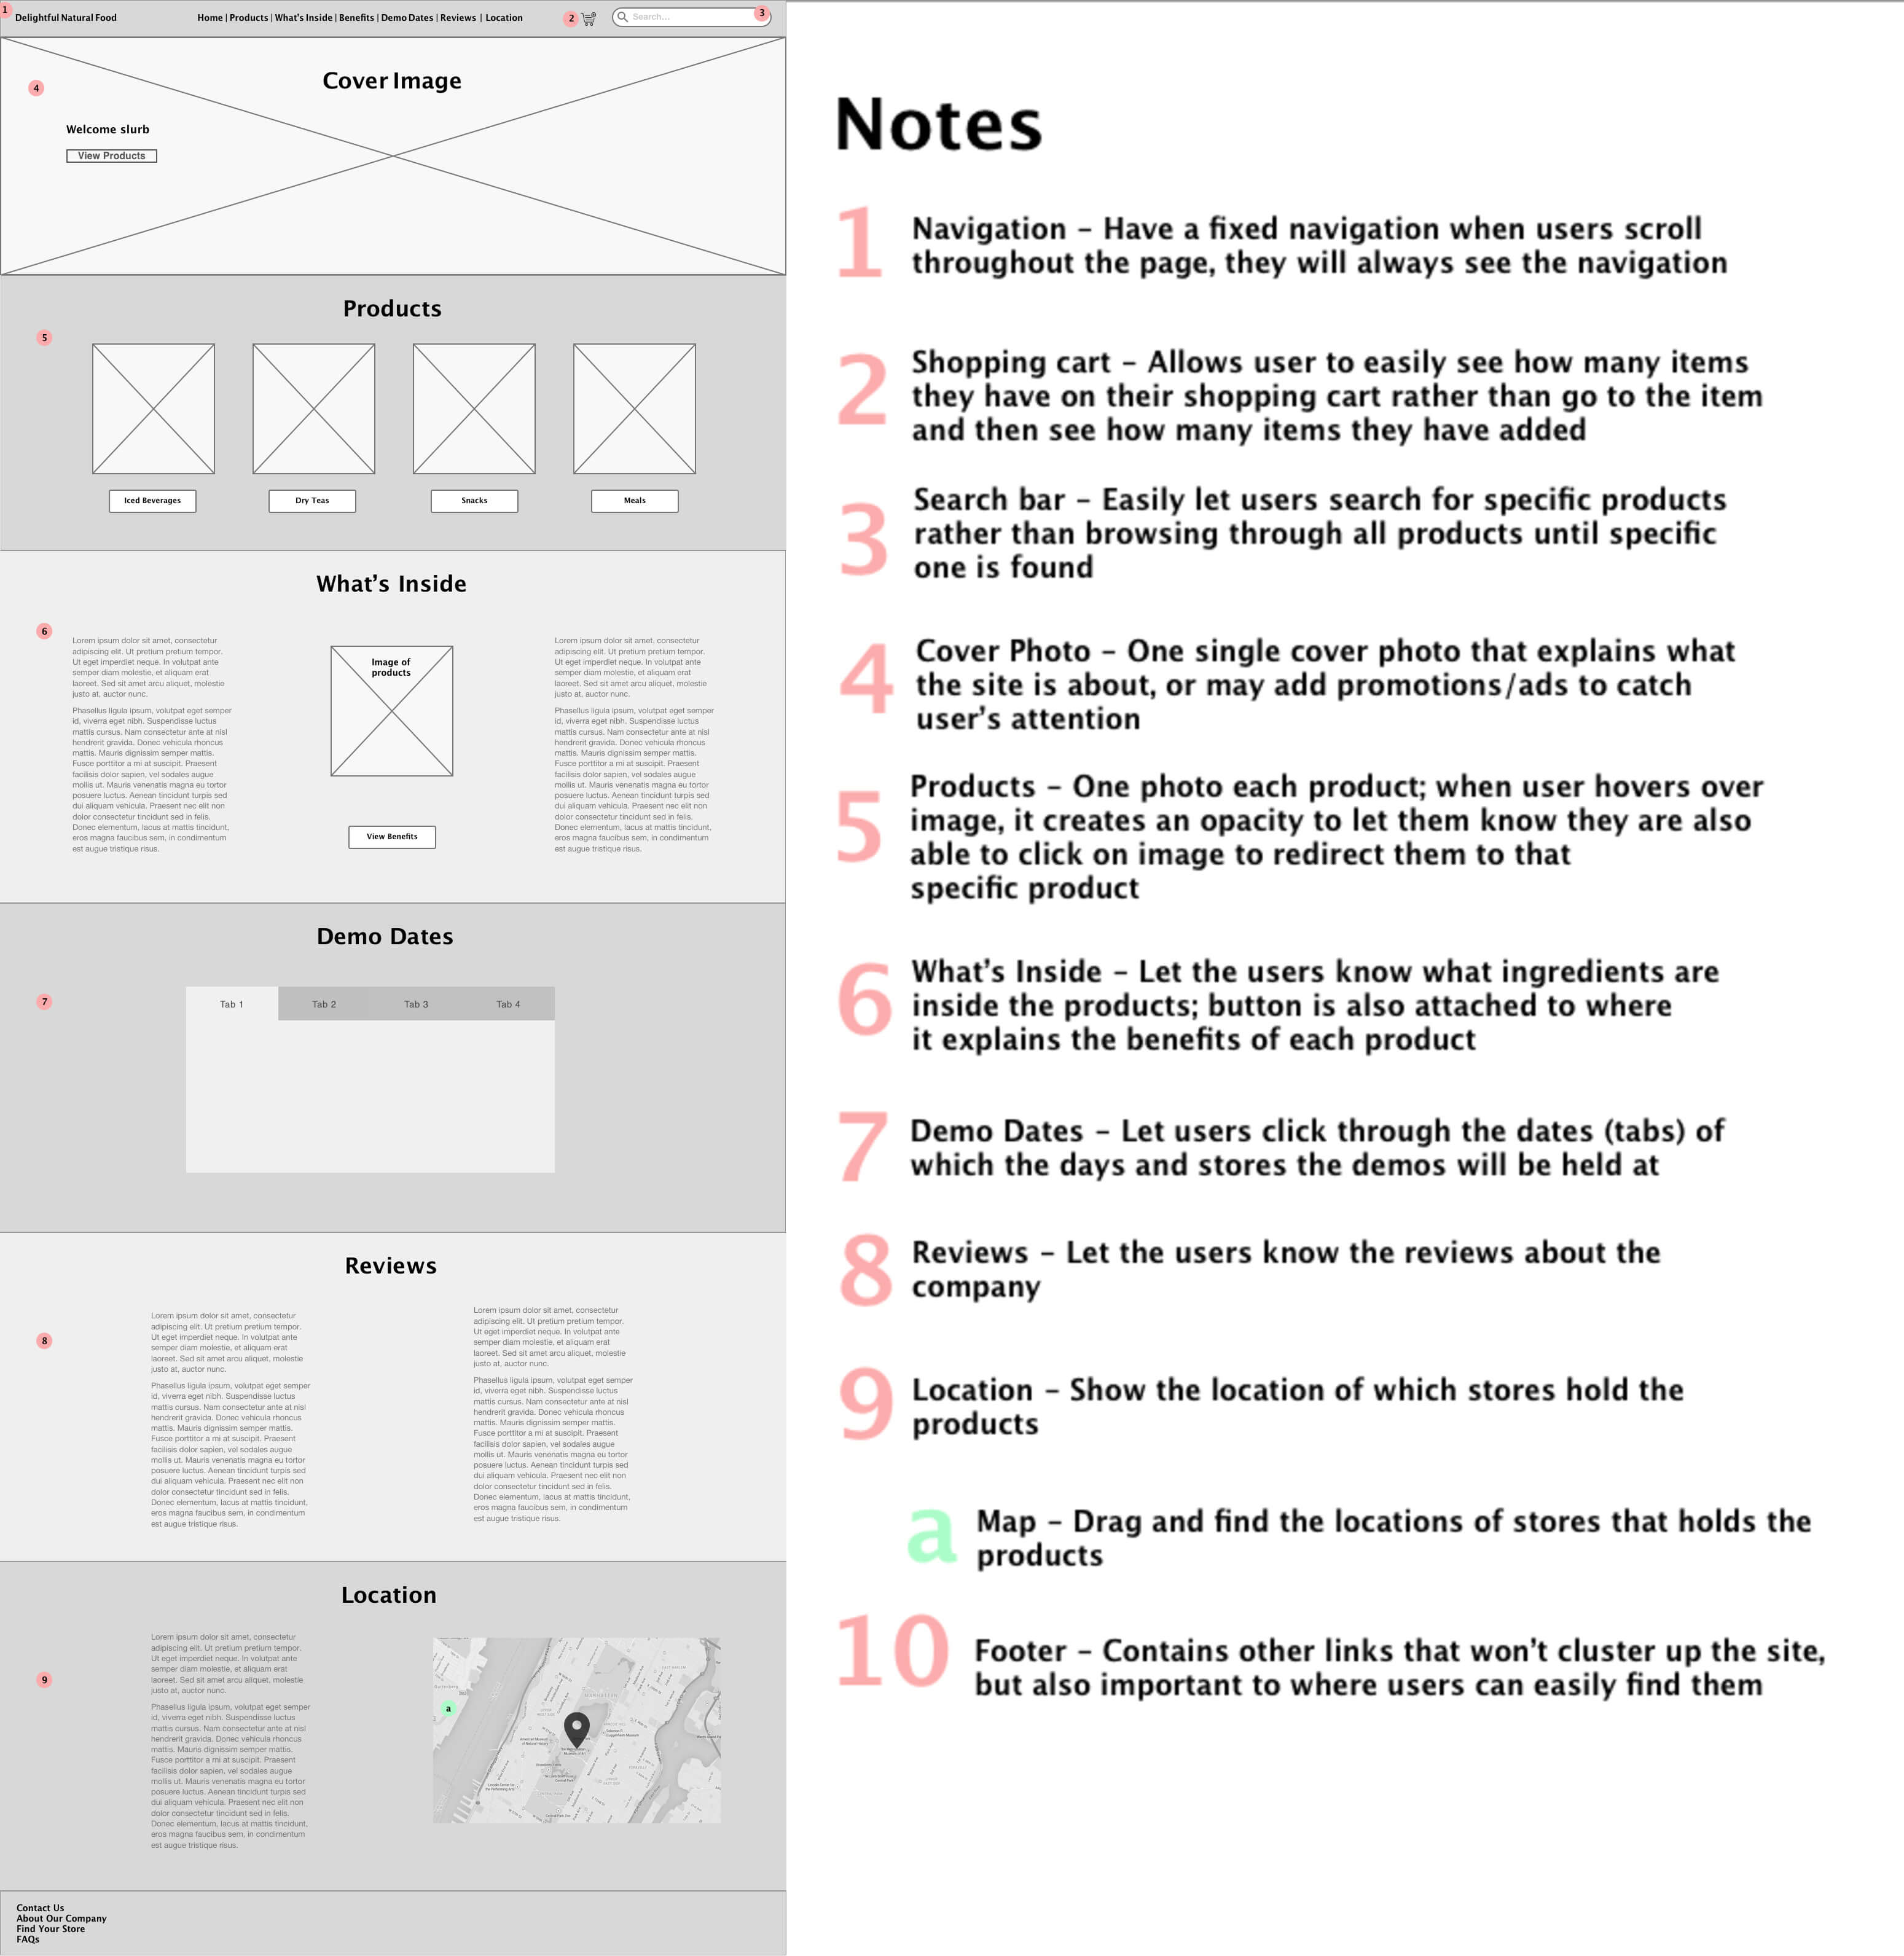 1
Delightful Natural Food
Home | Products | What's Inside | Benefits | Demo Dates | Reviews | Location
2
Search...
3
Cover Image
4
Welcome slurb
View Products
Products
5
Iced Beverages
Dry Teas
Snacks
Meals
What's Inside
6
Lorem ipsum dolor sit amet, consectetur
adipiscing elit. Ut pretium pretium tempor.
Ut eget imperdiet neque. In volutpat ante
semper diam molestie, et aliquam erat
laoreet. Sed sit amet arcu aliquet, molestie
justo at, auctor nunc.
Phasellus ligula ipsum, volutpat eget semper
id, viverra eget nibh. Suspendisse luctus
mattis cursus. Nam consectetur ante at nisl
hendrerit gravida. Donec vehicula rhoncus
mattis. Mauris dignissim semper mattis.
Fusce porttitor a mi at suscipit. Praesent
facilisis dolor sapien, vel sodales augue
mollis ut. Mauris venenatis magna eu tortor
posuere luctus. Aenean tincidunt turpis sed
dui aliquam vehicula. Praesent nec elit non
dolor consectetur tincidunt sed in felis.
Donec elementum, lacus at mattis tincidunt,
eros magna faucibus sem, in condimentum
est augue tristique risus.
Image of
products
View Benefits
Lorem ipsum dolor sit amet, consectetur
adipiscing elit. Ut pretium pretium tempor.
Ut eget imperdiet neque. In volutpat ante
semper diam molestie, et aliquam erat
laoreet. Sed sit amet arcu aliquet, molestie
justo at, auctor nunc.
Phasellus ligula ipsum, volutpat eget semper
id, viverra eget nibh. Suspendisse luctus
mattis cursus. Nam consectetur ante at nisl
hendrerit gravida. Donec vehicula rhoncus
mattis. Mauris dignissim semper mattis.
Fusce porttitor a mi at suscipit. Praesent
facilisis dolor sapien, vel sodales augue
mollis ut. Mauris venenatis magna eu tortor
posuere luctus. Aenean tincidunt turpis sed
dui aliquam vehicula. Praesent nec elit non
dolor consectetur tincidunt sed in felis.
Donec elementum, lacus at mattis tincidunt,
eros magna faucibus sem, in condimentum
est augue tristique risus.
Demo Dates
7
Tab 1
Tab 2
Tab 3
Tab 4
Reviews
8
Lorem ipsum dolor sit amet, consectetur
adipiscing elit. Ut pretium pretium tempor.
Ut eget imperdiet neque. In volutpat ante
semper diam molestie, et aliquam erat
laoreet. Sed sit amet arcu aliquet, molestie
justo at, auctor nunc.
Phasellus ligula ipsum, volutpat eget semper
id, viverra eget nibh. Suspendisse luctus
mattis cursus. Nam consectetur ante at nisl
hendrerit gravida. Donec vehicula rhoncus
mattis. Mauris dignissim semper mattis.
Fusce porttitor a mi at suscipit. Praesent
facilisis dolor sapien, vel sodales augue
mollis ut. Mauris venenatis magna eu tortor
posuere luctus. Aenean tincidunt turpis sed
dui aliquam vehicula. Praesent nec elit non
dolor consectetur tincidunt sed in felis.
Donec elementum, lacus at mattis tincidunt,
eros magna faucibus sem, in condimentum
est augue tristique risus.
Lorem ipsum dolor sit amet, consectetur
adipiscing elit. Ut pretium pretium tempor.
Ut eget imperdiet neque. In volutpat ante
semper diam molestie, et aliquam erat
laoreet. Sed sit amet arcu aliquet, molestie
justo at, auctor nunc.
Phasellus ligula ipsum, volutpat eget semper
id, viverra eget nibh. Suspendisse luctus
mattis cursus. Nam consectetur ante at nisl
hendrerit gravida. Donec vehicula rhoncus
mattis. Mauris dignissim semper mattis.
Fusce porttitor a mi at suscipit. Praesent
facilisis dolor sapien, vel sodales augue
mollis ut. Mauris venenatis magna eu tortor
posuere luctus. Aenean tincidunt turpis sed
dui aliquam vehicula. Praesent nec elit non
dolor consectetur tincidunt sed in felis.
Donec elementum, lacus at mattis tincidunt,
eros magna faucibus sem, in condimentum
est augue tristique risus.
Location
9
Lorem ipsum dolor sit amet, consectetur
adipiscing elit. Ut pretium pretium tempor.
Ut eget imperdiet neque. In volutpat ante
semper diam molestie, et aliquam erat
laoreet. Sed sit amet arcu aliquet, molestie
justo at, auctor nunc.
Phasellus ligula ipsum, volutpat eget semper
id, viverra eget nibh. Suspendisse luctus
mattis cursus. Nam consectetur ante at nisl
hendrerit gravida. Donec vehicula rhoncus
mattis. Mauris dignissim semper mattis.
Fusce porttitor a mi at suscipit. Praesent
facilisis dolor sapien, vel sodales augue
mollis ut. Mauris venenatis magna eu tortor
posuere luctus. Aenean tincidunt turpis sed
dui aliquam vehicula. Praesent nec elit non
dolor consectetur tincidunt sed in felis.
Donec elementum, lacus at mattis tincidunt,
eros magna faucibus sem, in condimentum
est augue tristique risus.
a
MANHATTAN
Contact Us
About Our Company
Find Your Store
FAQs
Notes
1 Navigation – Have a fixed navigation when users scroll
throughout the page, they will always see the navigation
2 Shopping cart – Allows user to easily see how many items
they have on their shopping cart rather than go to the item
and then see how many items they have added
3 Search bar – Easily let users search for specific products
rather than browsing through all products until specific
one is found
4 Cover Photo – One single cover photo that explains what
the site is about, or may add promotions/ads to catch
user's attention
5 Products – One photo each product; when user hovers over
image, it creates an opacity to let them know they are also
able to click on image to redirect them to that
specific product
6 What's Inside – Let the users know what ingredients are
inside the products; button is also attached to where
it explains the benefits of each product
7 Demo Dates – Let users click through the dates (tabs) of
which the days and stores the demos will be held at
8 Reviews – Let the users know the reviews about the
company
9 Location – Show the location of which stores hold the
products
a Map – Drag and find the locations of stores that holds the
products
10 Footer – Contains other links that won't cluster up the site,
but also important to where users can easily find them